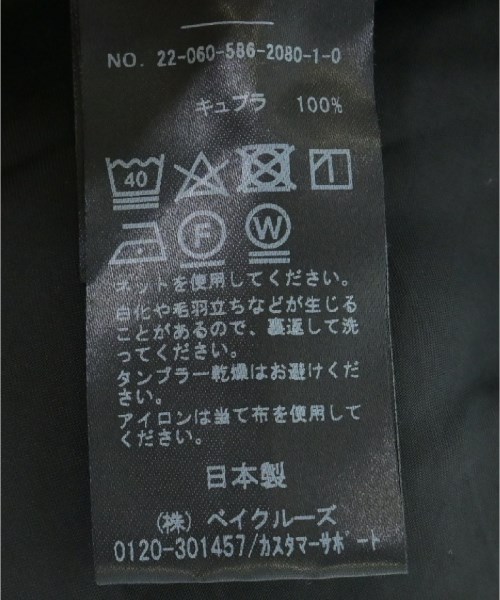 NO. 22-060-586-2080-1-0
キュプラ 100%
40
F W
ネットを使用してください。
白化や毛羽立ちなどが生じる
ことがあるので、裏返して洗
ってください。
タンブラー乾燥はお避けくだ
さい。
アイロンは当て布を使用して
ください。
日本製
(株) ベイクルーズ
0120-301457/カスタマーサポート